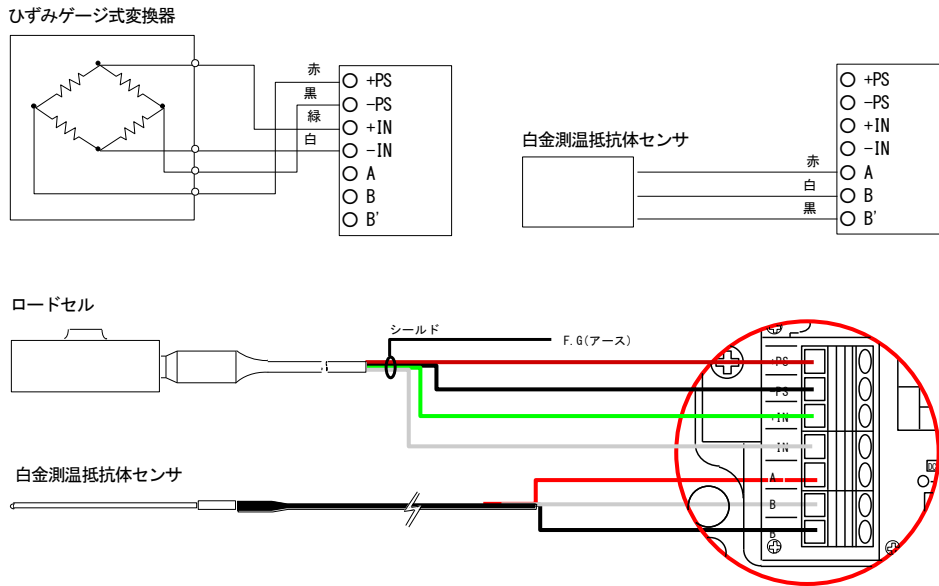 ひずみゲージ式変換器
赤
黒
緑
白
+PS
-PS
+IN
-IN
A
B
B'
白金測温抵抗体センサ
赤
白
黒
+PS
-PS
+IN
-IN
A
B
B'
ロードセル
シールド
F.G(アース)
+PS
-PS
+IN
-IN
A
B
B
白金測温抵抗体センサ